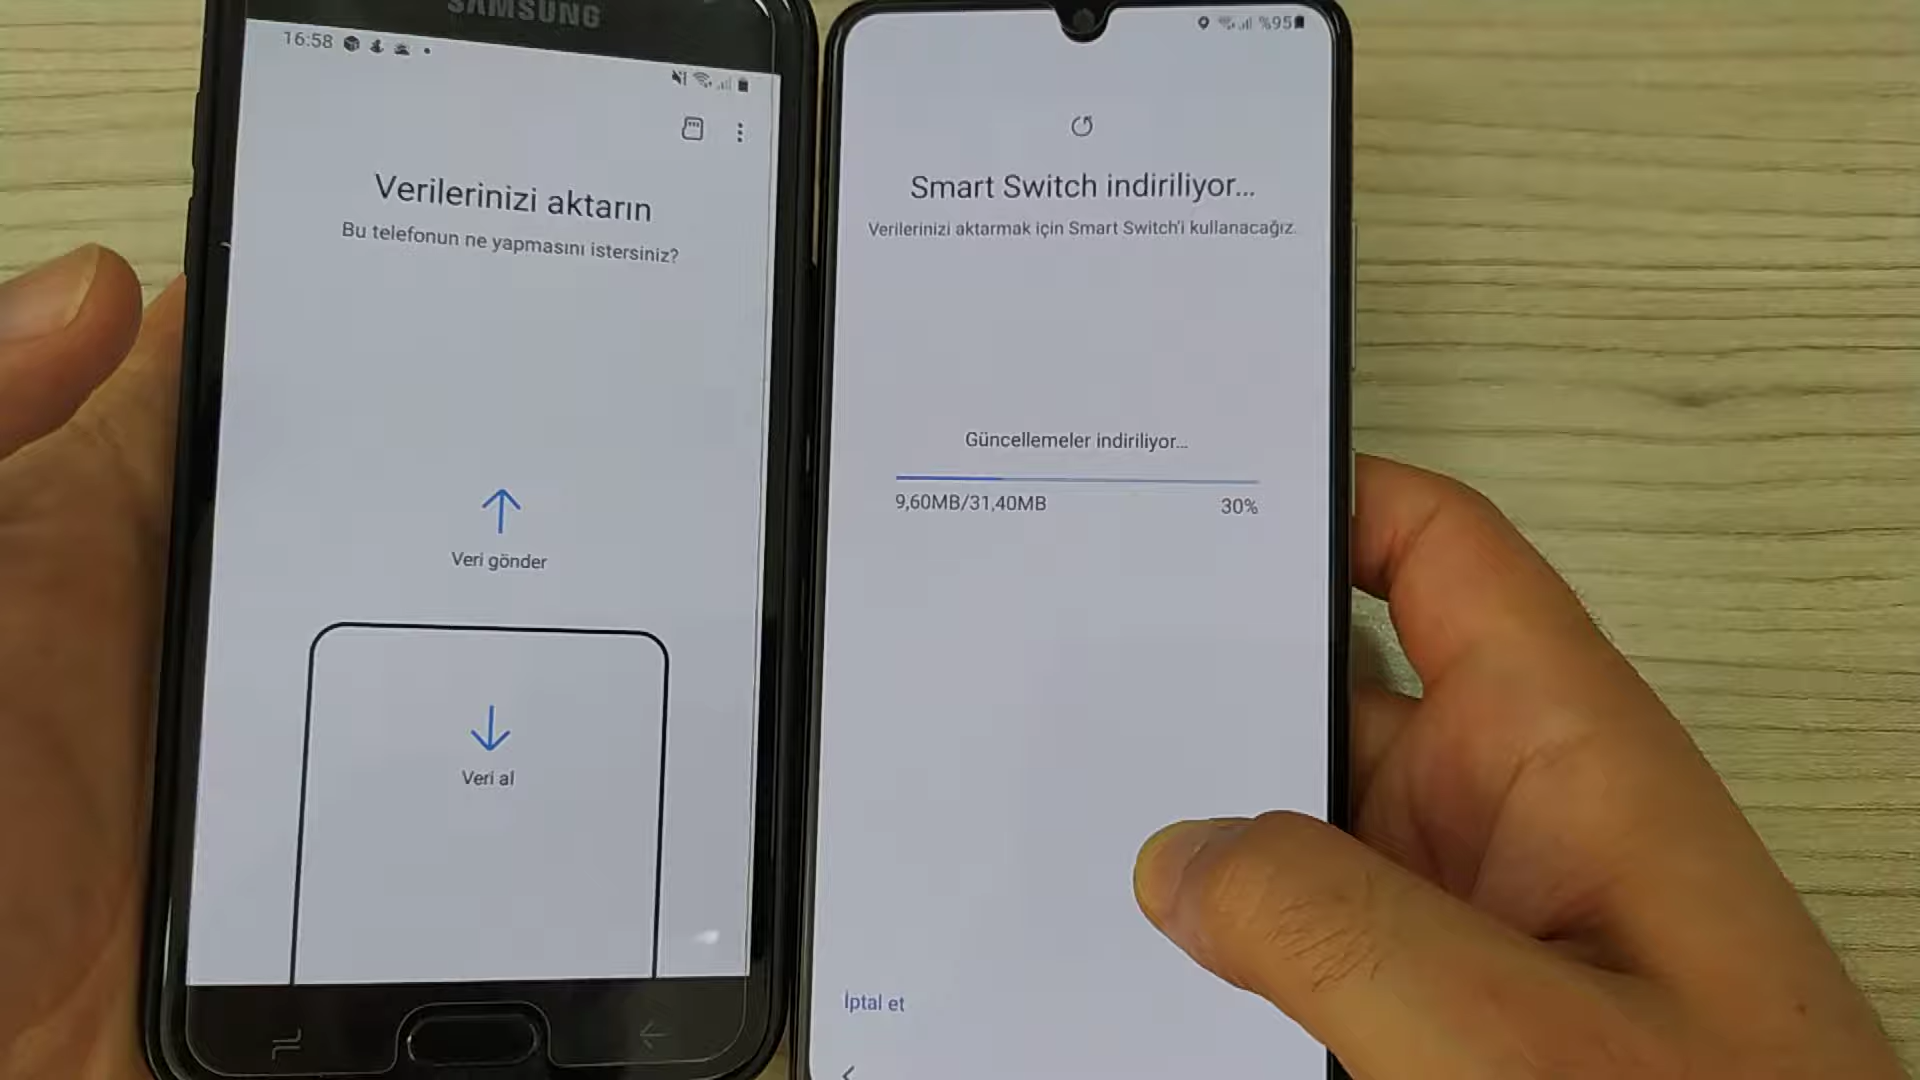 SAMSUNG
16:58
Verilerinizi aktarın
Bu telefonun ne yapmasını istersiniz?
Veri gönder
Veri al
%95
Smart Switch indiriliyor...
Verilerinizi aktarmak için Smart Switch'i kullanacağız.
Güncellemeler indiriliyor...
9,60MB/31,40MB
30%
İptal et